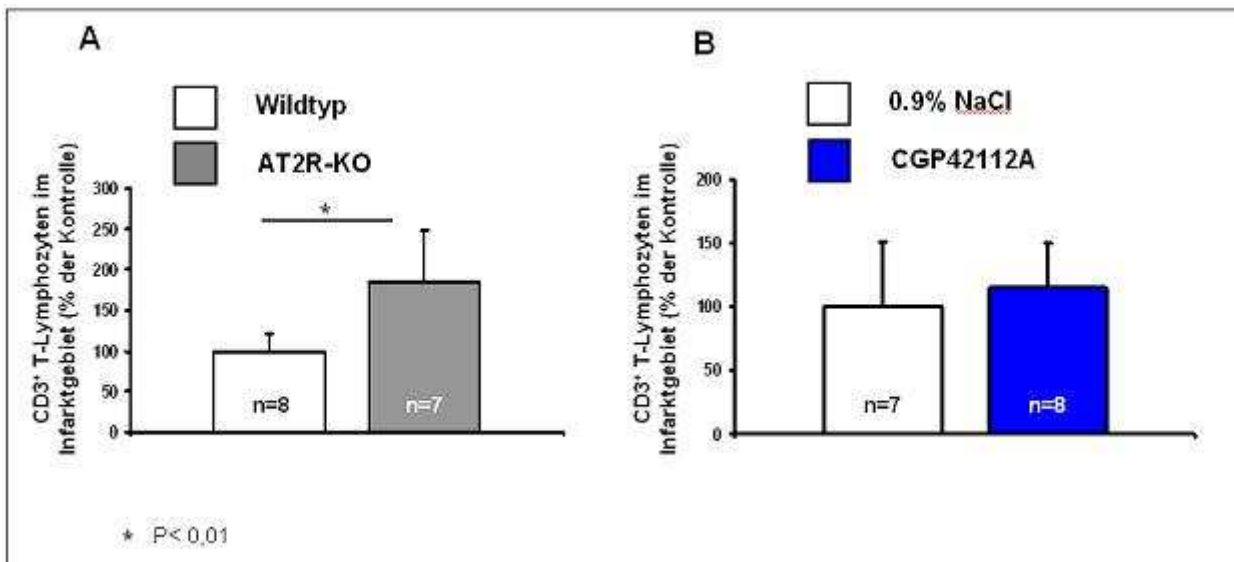 A
Wildtyp
AT2R-KO
CD3⁺ T-Lymphozyten im
Infarktgebiet (% der Kontrolle)
300
250
200
150
100
50
0
*
n=8
n=7
* P< 0,01
B
0.9% NaCl
CGP42112A
CD3⁺ T-Lymphozyten im
Infarktgebiet (% der Kontrolle)
200
150
100
50
0
n=7
n=8